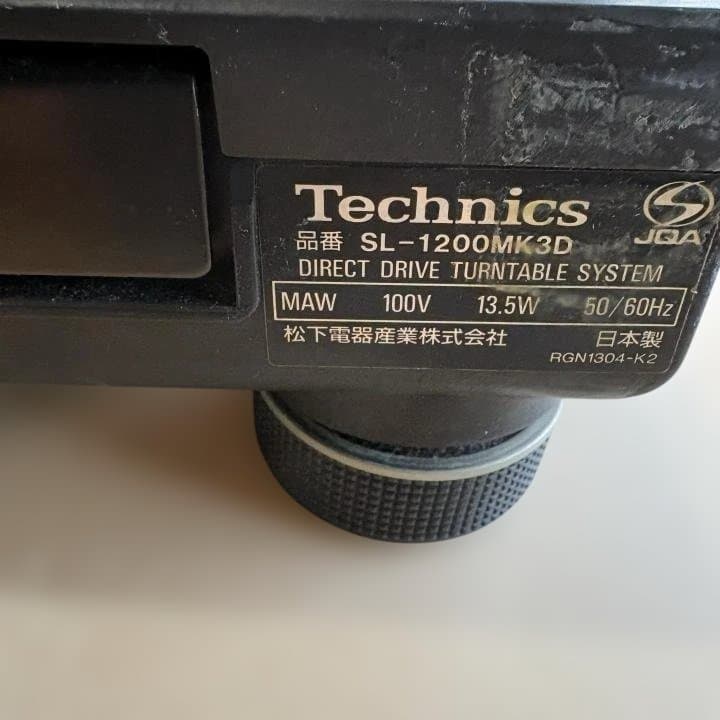 Technics
JQA
品番 SL-1200MK3D
DIRECT DRIVE TURNTABLE SYSTEM
MAW 100V 13.5W 50/60Hz
松下電器産業株式会社 日本製
RGN1304-K2